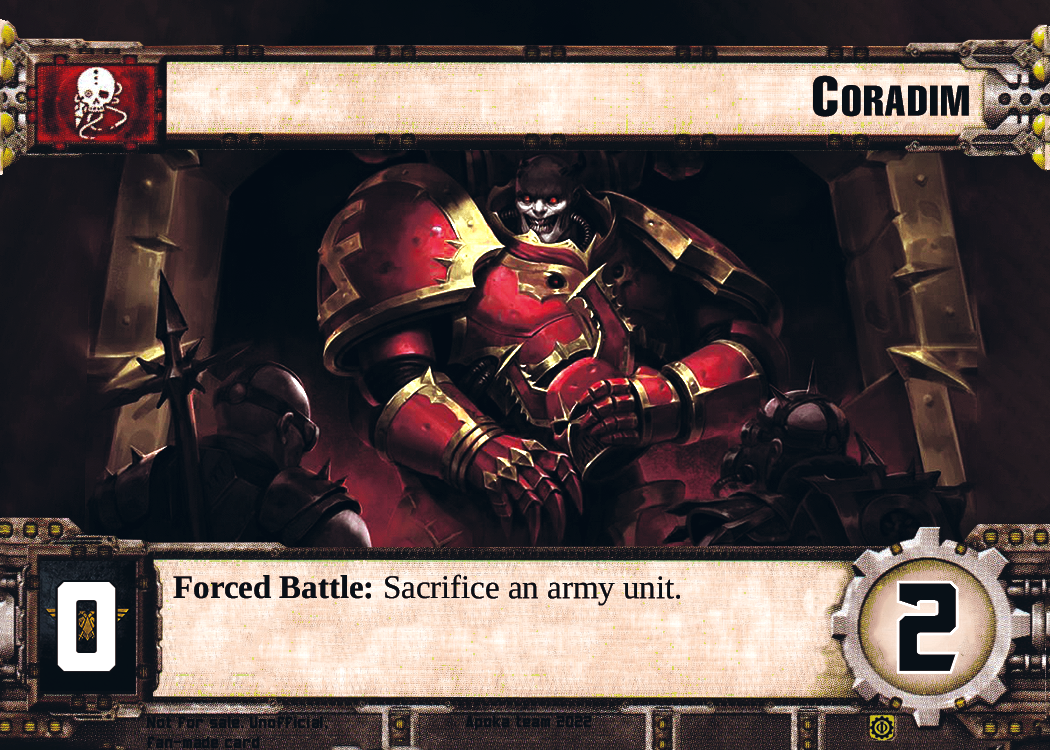 CORADIM
Forced Battle: Sacrifice an army unit.
0
2
Not for sale. Unofficial. Apoka team 2022
Fan-made card